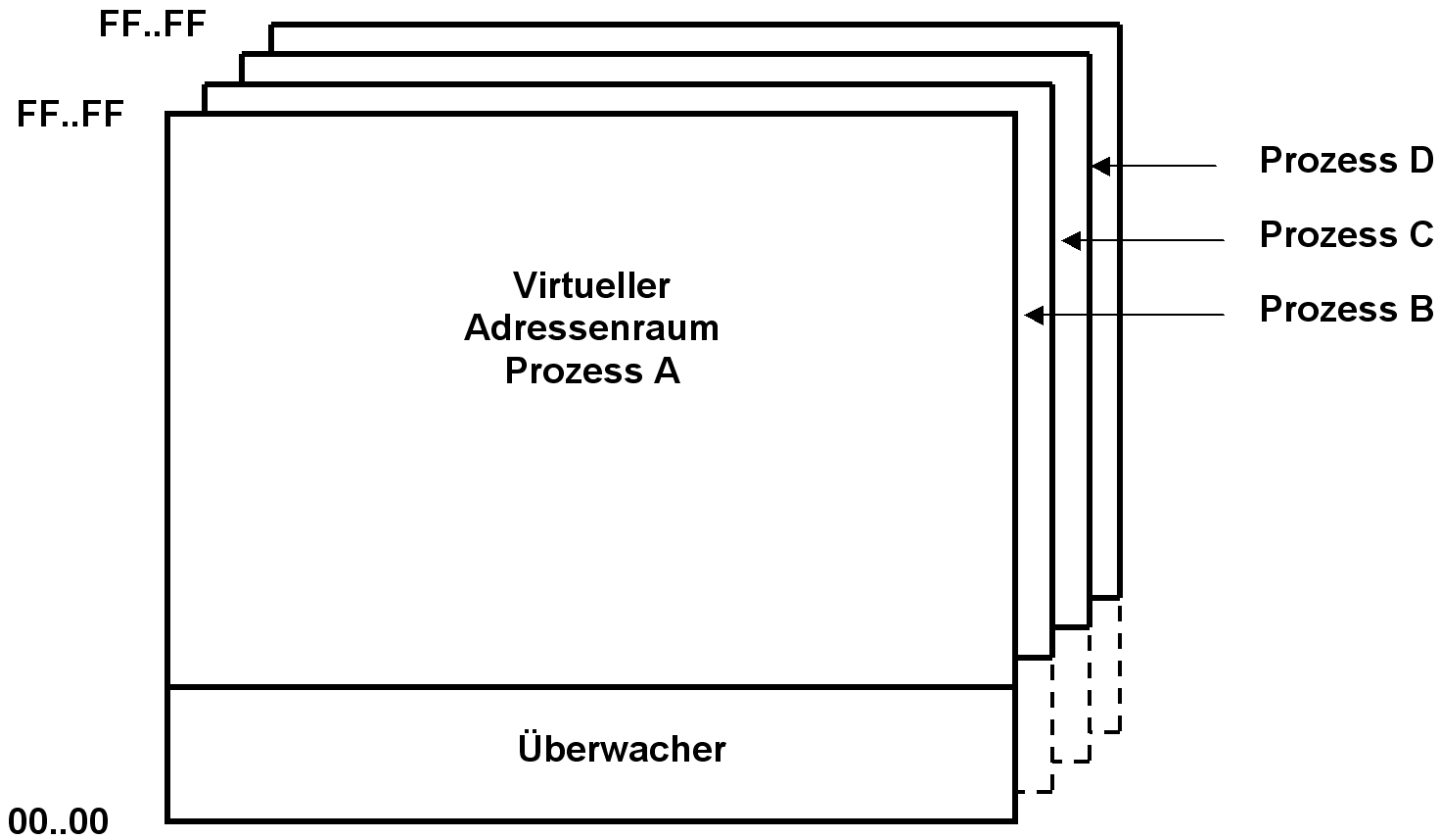 FF..FF
FF..FF
Prozess D
Prozess C
Prozess B
Virtueller
Adressenraum
Prozess A
Überwacher
00..00